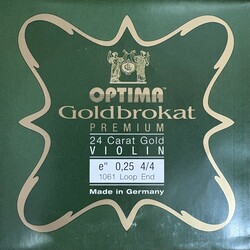 OPTIMA
Goldbrokat
PREMIUM
24 Carat Gold
VIOLIN
e" 0,25 4/4
1061 Loop End
Made in Germany